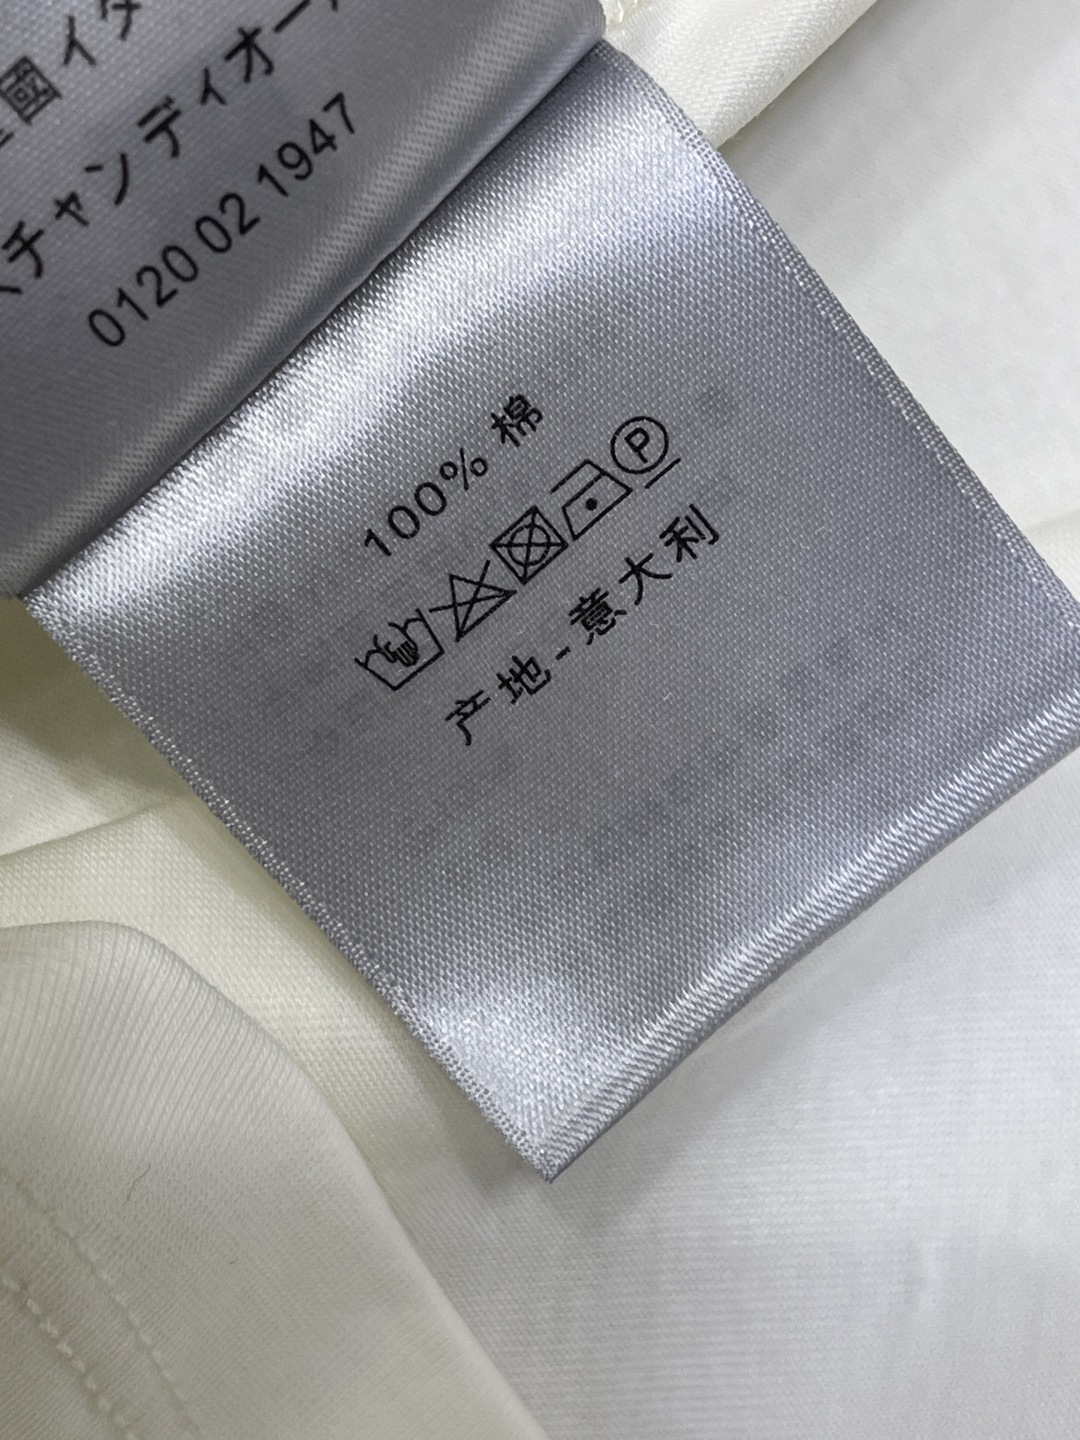 國イタ
チャンディオー
0120 02 1947
100% 棉
P
产地-意大利